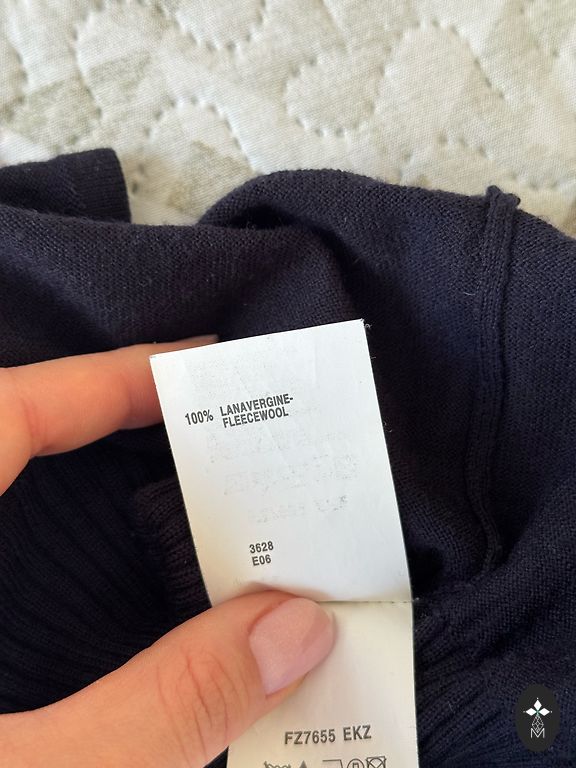 100% LANAVERGINE-
FLEECEWOOL
3628
E06
FZ7655 EKZ
M